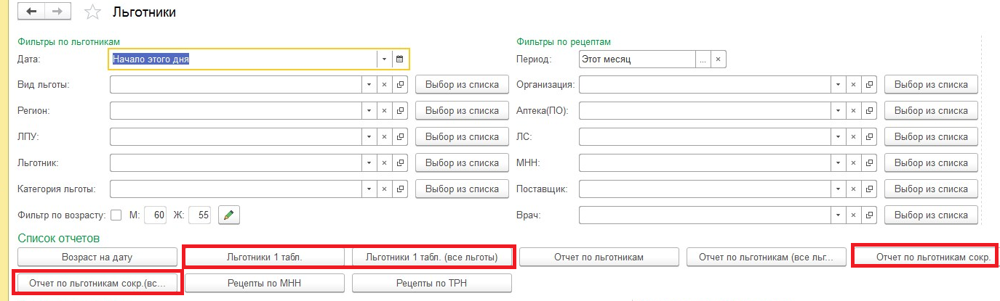 Льготники
Фильтры по льготникам
Фильтры по рецептам
Дата: Начало этого дня
Период: Этот месяц ...
Вид льготы: Выбор из списка
Организация: Выбор из списка
Регион: Выбор из списка
Аптека(ПО): Выбор из списка
ЛПУ: Выбор из списка
ЛС: Выбор из списка
Льготник: Выбор из списка
МНН: Выбор из списка
Категория льготы: Выбор из списка
Поставщик: Выбор из списка
Фильтр по возрасту: М: 60 Ж: 55
Врач: Выбор из списка
Список отчетов
Возраст на дату
Льготники 1 табл.
Льготники 1 табл. (все льготы)
Отчет по льготникам
Отчет по льготникам (все льг...
Отчет по льготникам сокр.
Отчет по льготникам сокр.(вс...
Рецепты по МНН
Рецепты по ТРН